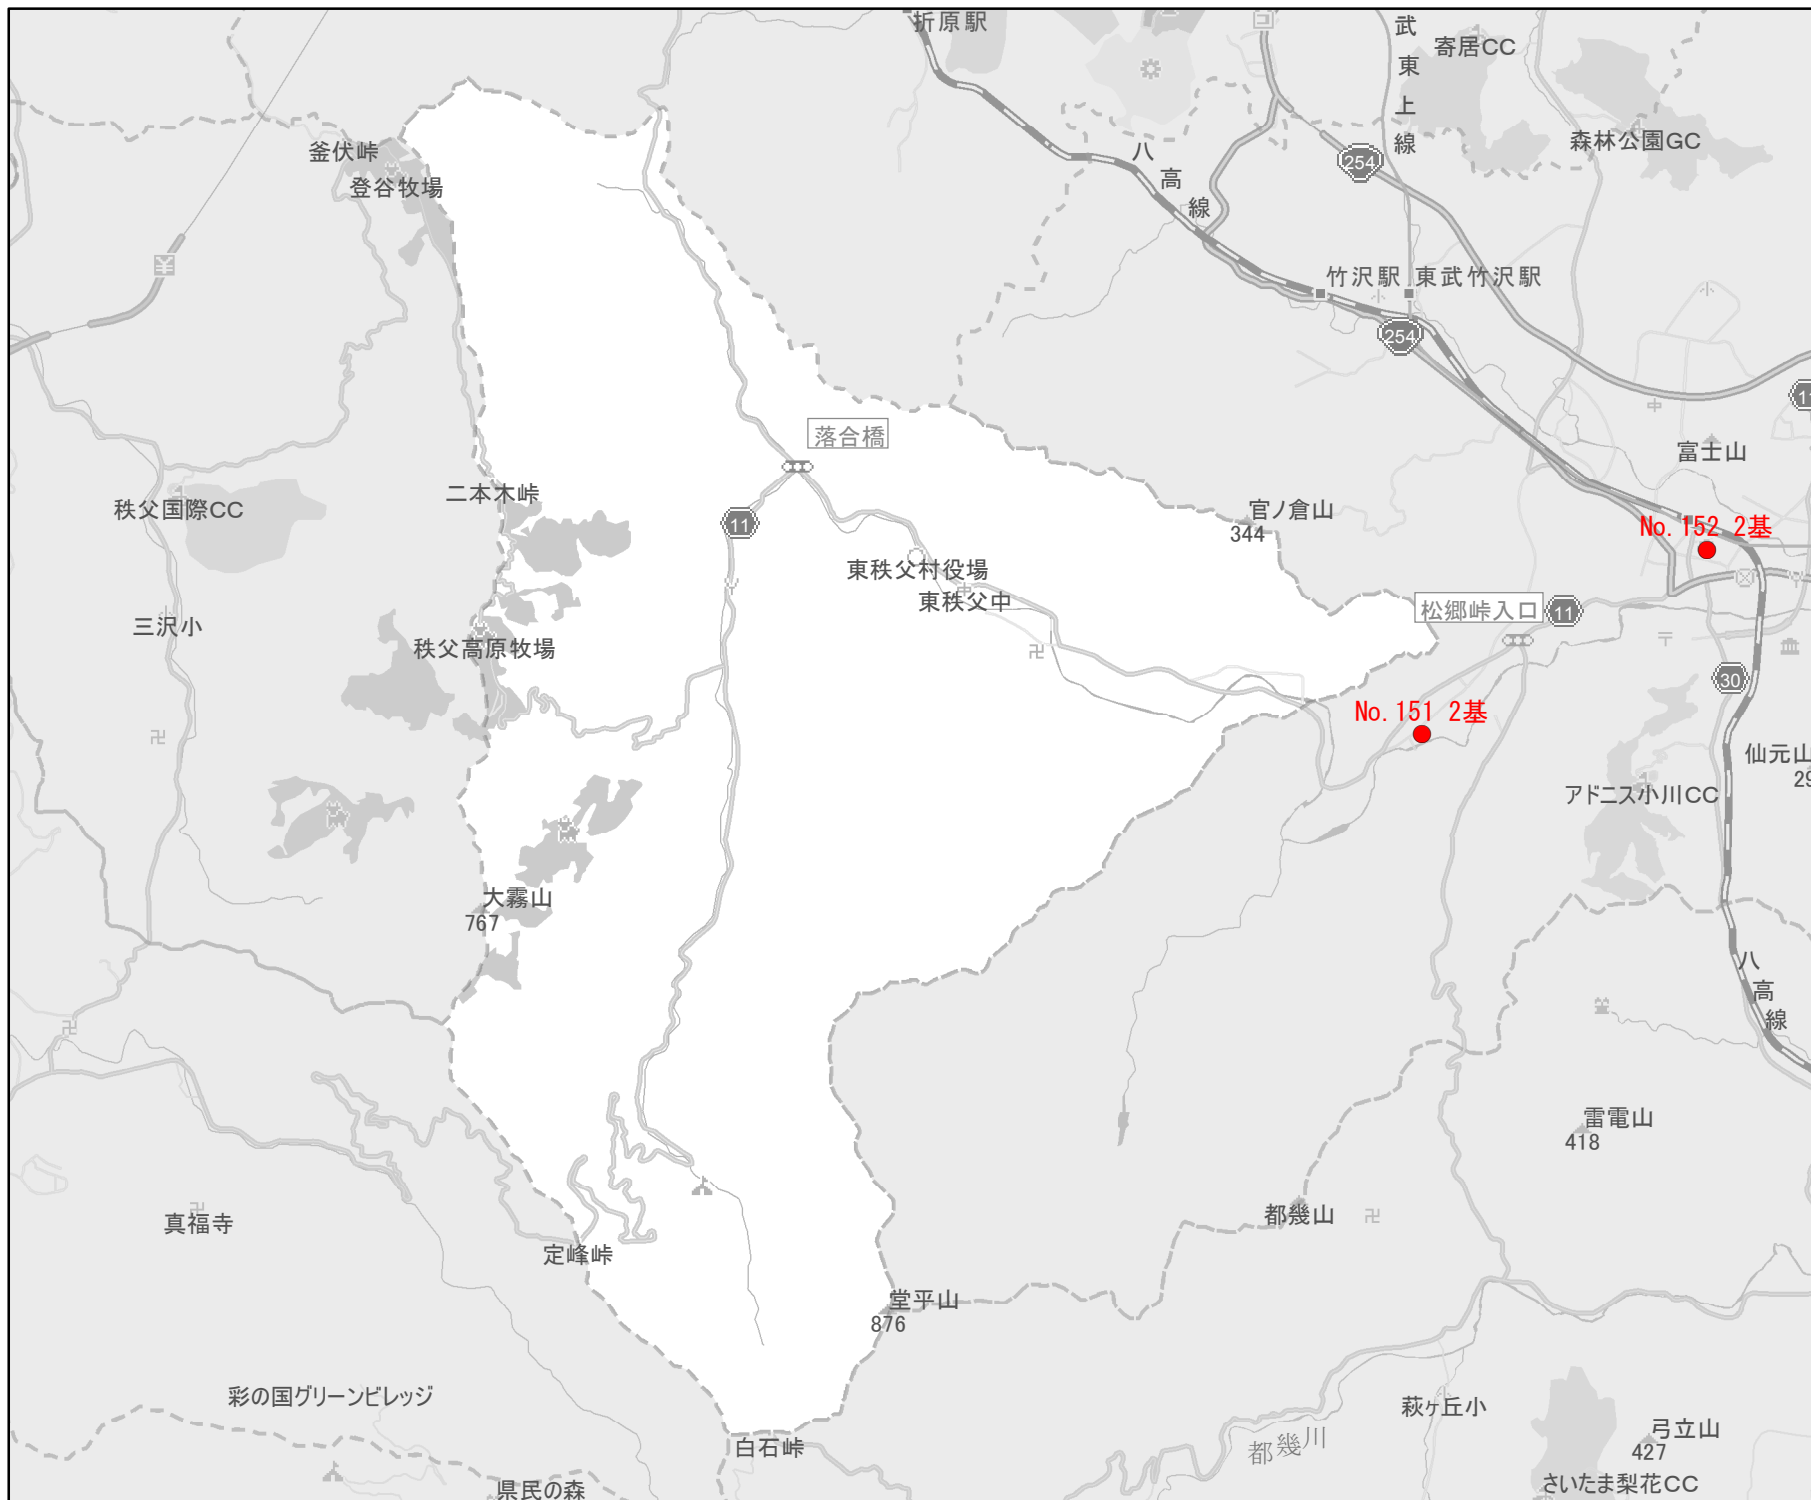 折原駅
武東上線
寄居CC
森林公園GC
釜伏峠
登谷牧場
八高線
254
竹沢駅
東武竹沢駅
254
11
落合橋
富士山
二本木峠
秩父国際CC
官ノ倉山
344
11
No. 152 2基
東秩父村役場
東秩父中
松郷峠入口
11
三沢小
秩父高原牧場
30
No. 151 2基
仙元山
29
アドニス小川CC
大霧山
767
八高線
雷電山
418
真福寺
都幾山
定峰峠
堂平山
876
彩の国グリーンビレッジ
萩ヶ丘小
弓立山
427
都幾川
白石峠
県民の森
さいたま梨花CC